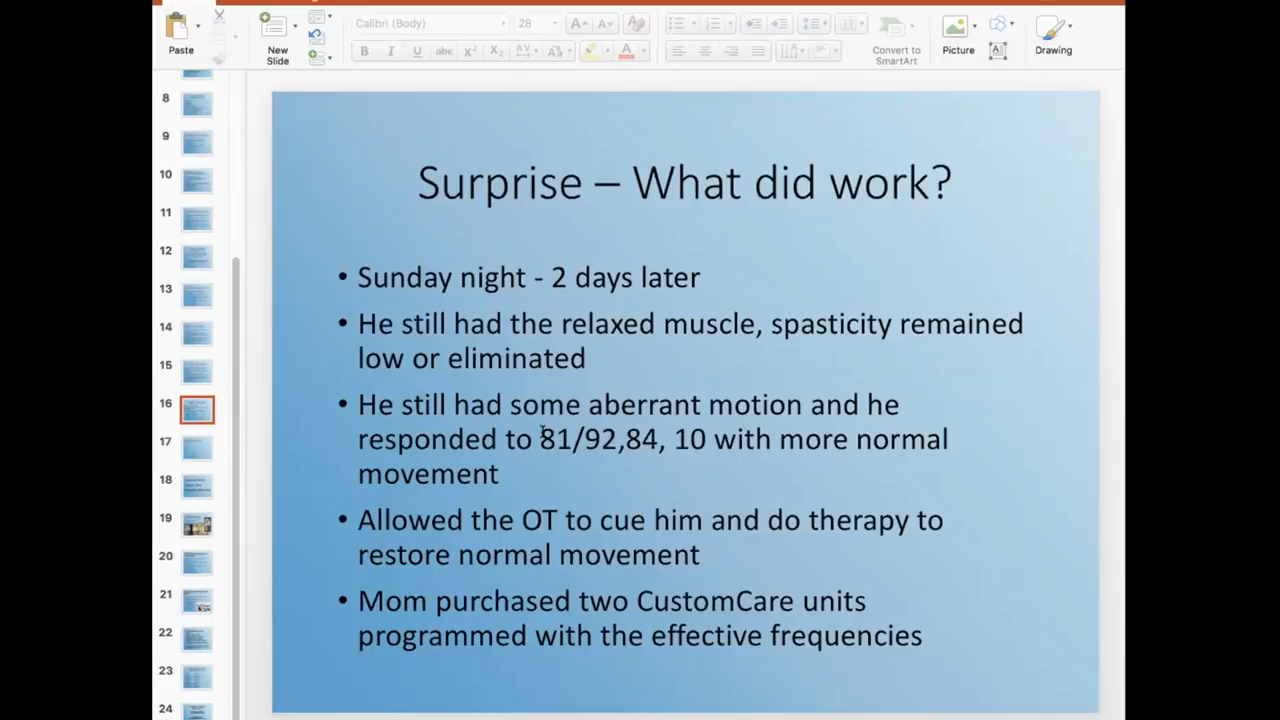 Calibri (Body)
28
Paste
New
Slide
Convert to
SmartArt
Picture
Drawing
8
9
10
11
12
13
14
15
16
17
18
19
20
21
22
23
24
Surprise – What did work?
• Sunday night - 2 days later
• He still had the relaxed muscle, spasticity remained
low or eliminated
• He still had some aberrant motion and he
responded to 81/92,84, 10 with more normal
movement
• Allowed the OT to cue him and do therapy to
restore normal movement
• Mom purchased two CustomCare units
programmed with the effective frequencies